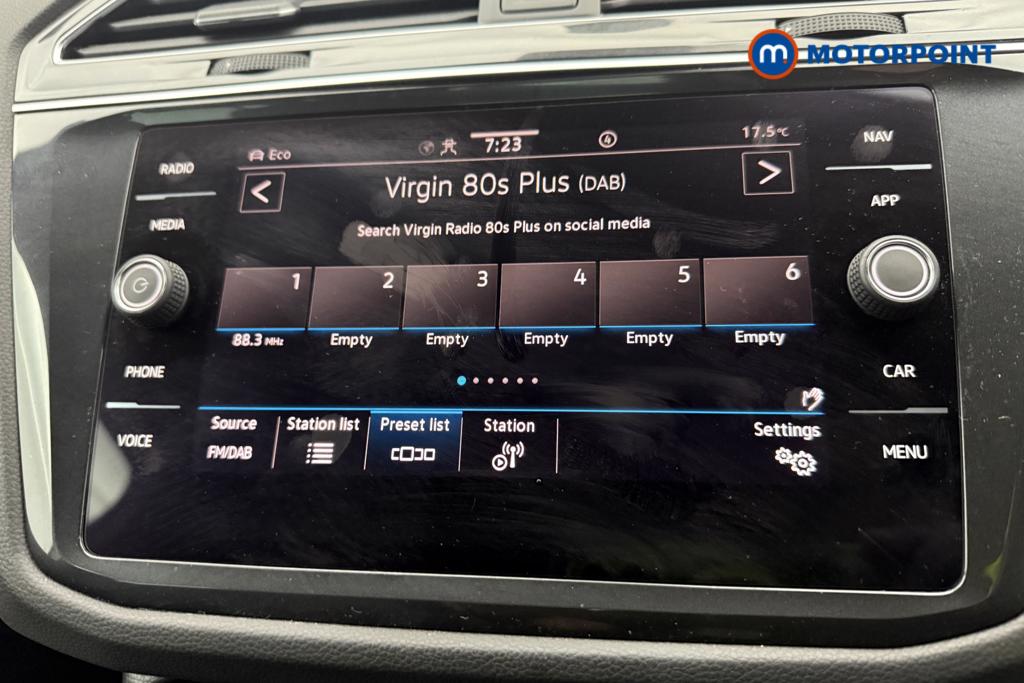 m MOTORPOINT
RADIO
MEDIA
PHONE
VOICE
Eco
7:23
4
17.5°C
< Virgin 80s Plus (DAB) >
Search Virgin Radio 80s Plus on social media
1 2 3 4 5 6
88.3 MHz Empty Empty Empty Empty Empty
Source Station list Preset list Station Settings
FM/DAB
NAV
APP
CAR
MENU